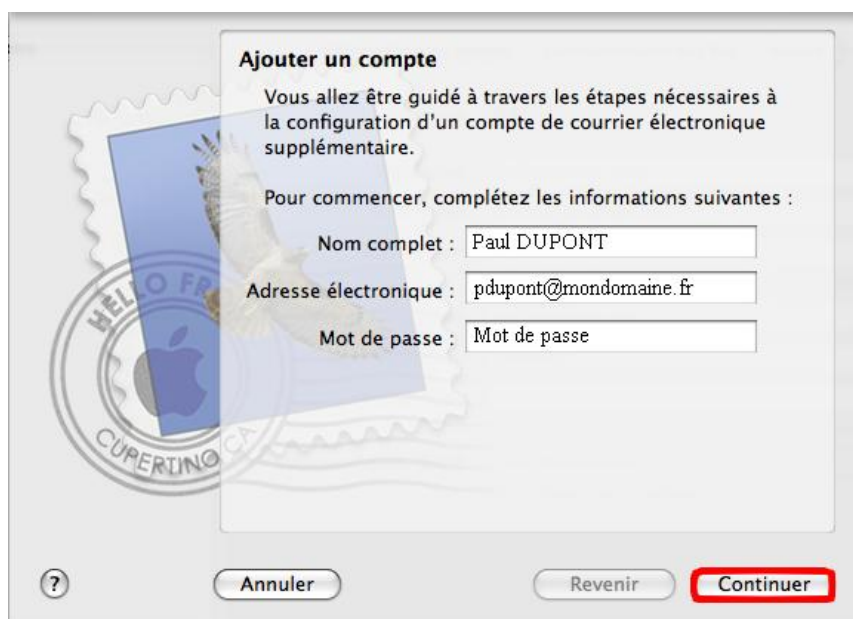 Ajouter un compte
Vous allez être guidé à travers les étapes nécessaires à
la configuration d'un compte de courrier électronique
supplémentaire.
Pour commencer, complétez les informations suivantes :
Nom complet : Paul DUPONT
Adresse électronique : pdupont@mondomaine.fr
Mot de passe : Mot de passe
HELLO FR
CUPERTINO CA
? Annuler Revenir Continuer